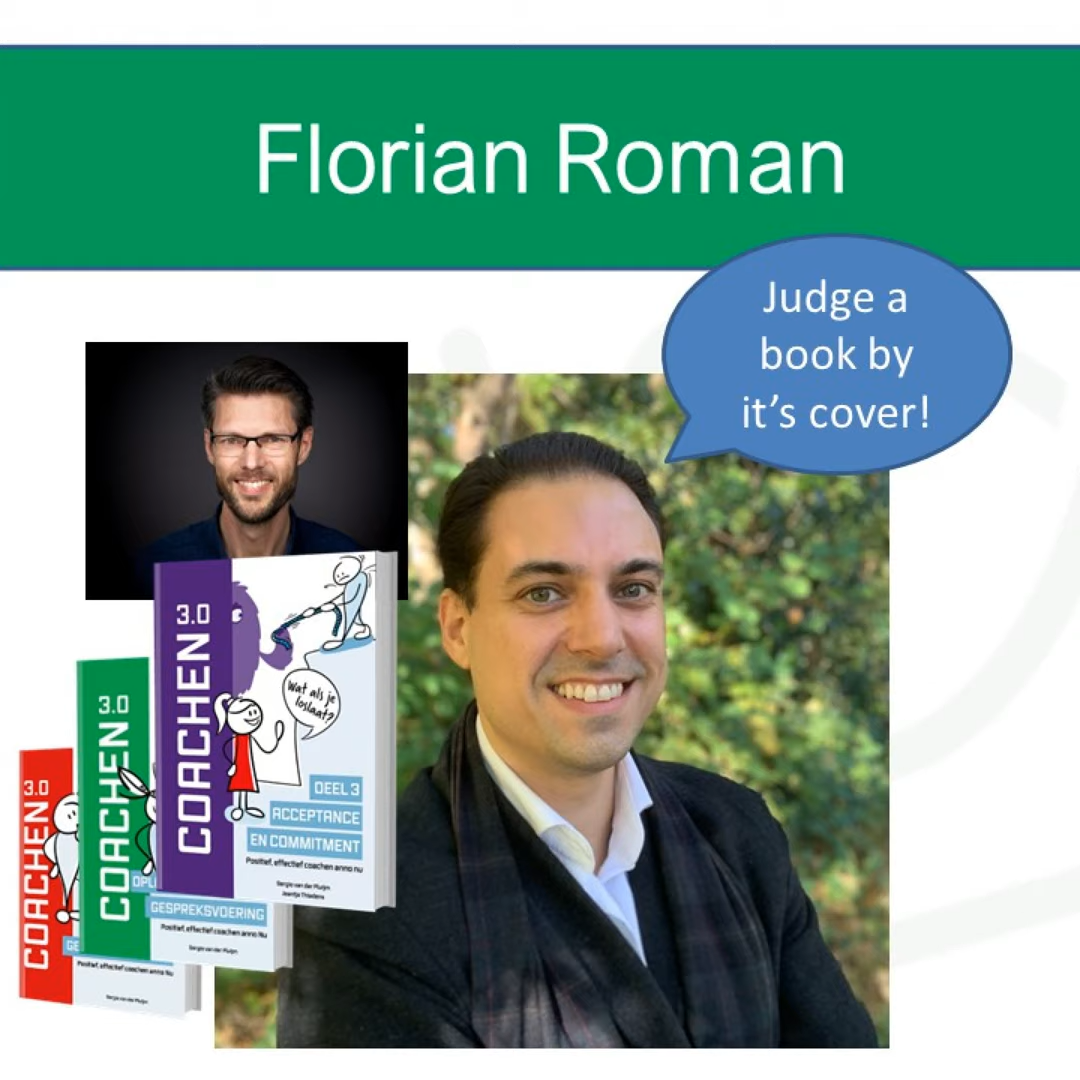 Florian Roman
Judge a
book by
it's cover!
3.0
COACHEN
Wat als je
loslaat?
DEEL 3
ACCEPTANCE
EN COMMITMENT
Positief, effectief coachen anno nu
Sergio van der Pluijm
Jeantje Thiadens
3.0
COACHEN
GESPREKSVOERING
Positief, effectief coachen anno Nu
Sergio van der Pluijm
3.0
COACHEN
Positief, effectief coachen anno Nu
Sergio van der Pluijm